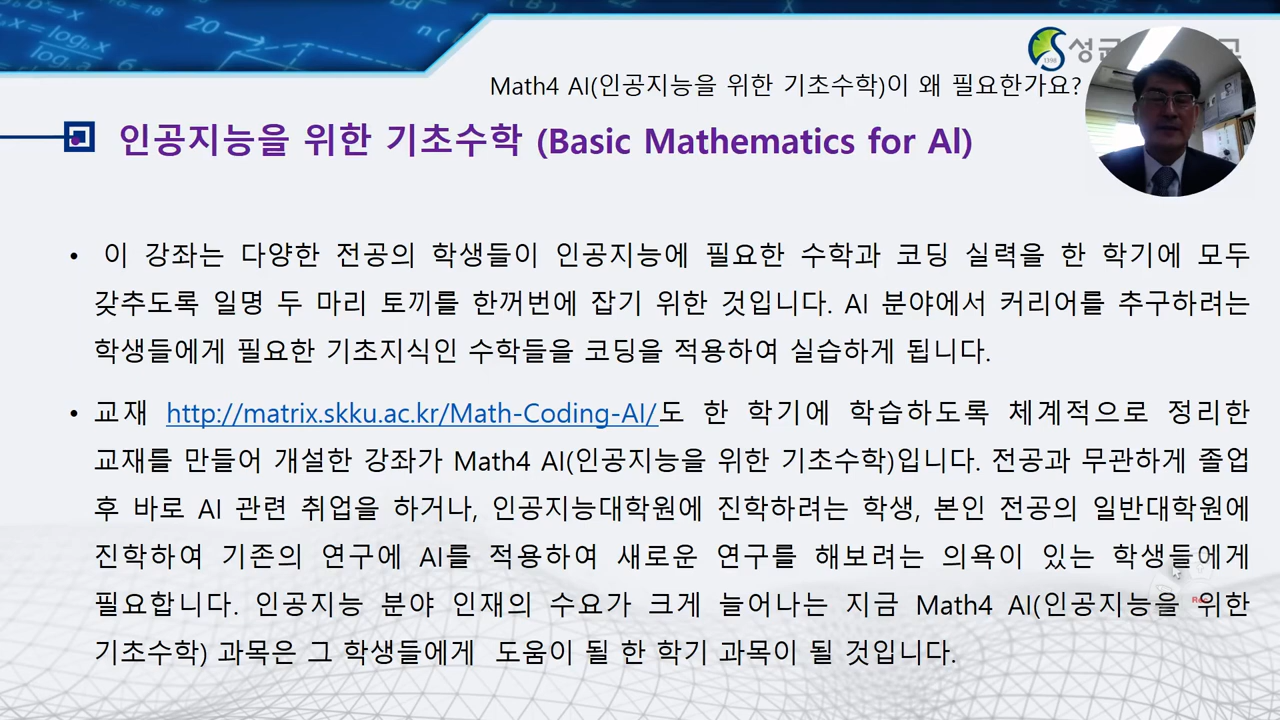 20
6
n(
성균
1398
Math4 AI(인공지능을 위한 기초수학)이 왜 필요한가요?
인공지능을 위한 기초수학 (Basic Mathematics for AI)
• 이 강좌는 다양한 전공의 학생들이 인공지능에 필요한 수학과 코딩 실력을 한 학기에 모두
갖추도록 일명 두 마리 토끼를 한꺼번에 잡기 위한 것입니다. AI 분야에서 커리어를 추구하려는
학생들에게 필요한 기초지식인 수학들을 코딩을 적용하여 실습하게 됩니다.
• 교재 http://matrix.skku.ac.kr/Math-Coding-AI/도 한 학기에 학습하도록 체계적으로 정리한
교재를 만들어 개설한 강좌가 Math4 AI(인공지능을 위한 기초수학)입니다. 전공과 무관하게 졸업
후 바로 AI 관련 취업을 하거나, 인공지능대학원에 진학하려는 학생, 본인 전공의 일반대학원에
진학하여 기존의 연구에 AI를 적용하여 새로운 연구를 해보려는 의욕이 있는 학생들에게
필요합니다. 인공지능 분야 인재의 수요가 크게 늘어나는 지금 Math4 AI(인공지능을 위한
기초수학) 과목은 그 학생들에게 도움이 될 한 학기 과목이 될 것입니다.